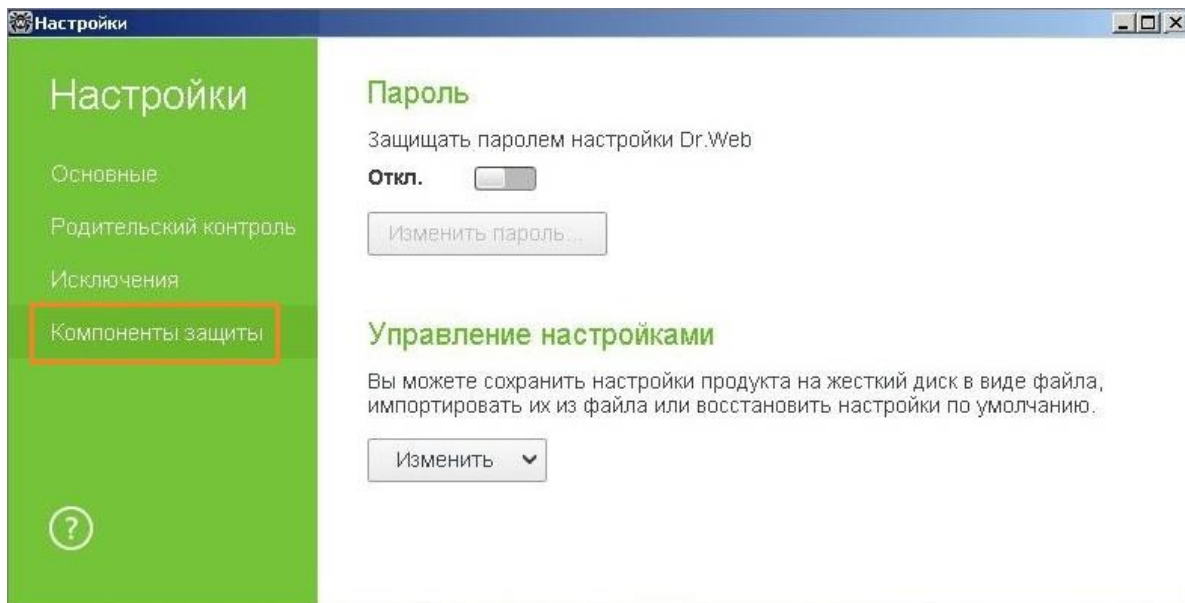 Настройки
Настройки
Основные
Родительский контроль
Исключения
Компоненты защиты
?
Пароль
Защищать паролем настройки Dr.Web
Откл.
Изменить пароль...
Управление настройками
Вы можете сохранить настройки продукта на жесткий диск в виде файла,
импортировать их из файла или восстановить настройки по умолчанию.
Изменить